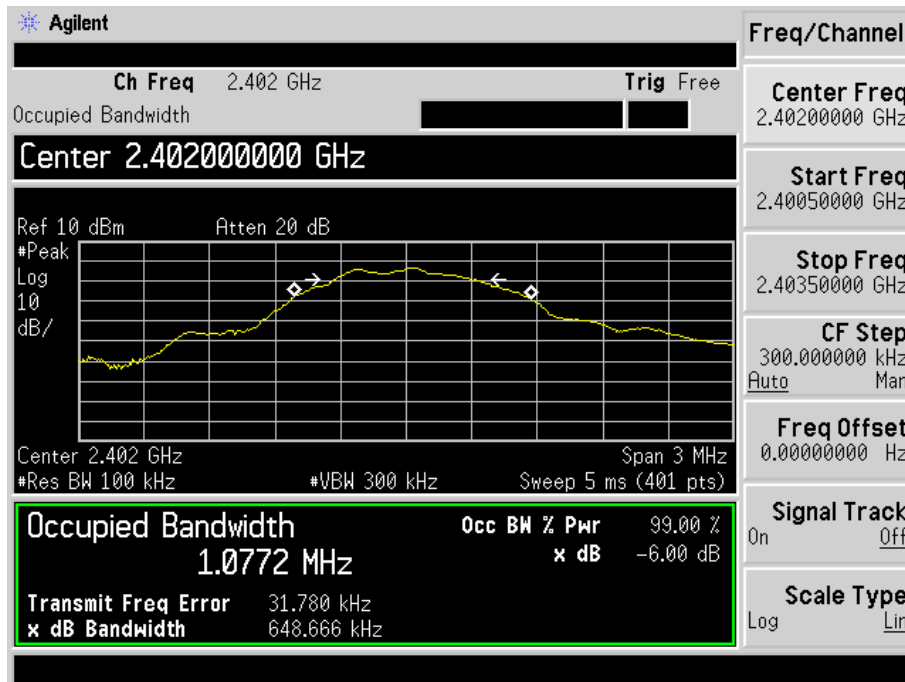 Agilent
Ch Freq 2.402 GHz Trig Free
Occupied Bandwidth
Center 2.402000000 GHz
Ref 10 dBm Atten 20 dB
#Peak
Log
10
dB/
Center 2.402 GHz Span 3 MHz
#Res BW 100 kHz #VBW 300 kHz Sweep 5 ms (401 pts)
Occupied Bandwidth
1.0772 MHz
Occ BW % Pwr 99.00 %
x dB -6.00 dB
Transmit Freq Error 31.780 kHz
x dB Bandwidth 648.666 kHz
Freq/Channel
Center Freq
2.40200000 GHz
Start Freq
2.40050000 GHz
Stop Freq
2.40350000 GHz
CF Step
300.000000 kHz
Auto Man
Freq Offset
0.00000000 Hz
Signal Track
On Off
Scale Type
Log Lin